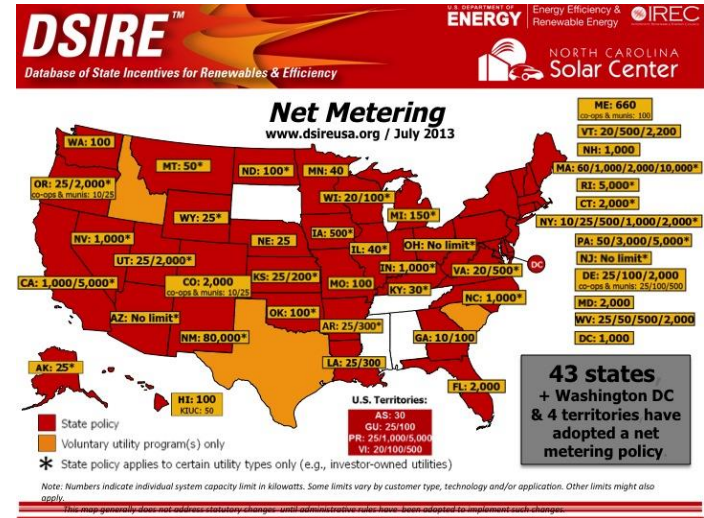 DSIRE™
Database of State Incentives for Renewables & Efficiency
U.S. DEPARTMENT OF
ENERGY
Energy Efficiency &
Renewable Energy
IREC
NORTH CAROLINA
Solar Center
Net Metering
www.dsireusa.org / July 2013
WA: 100
OR: 25/2,000*
co-ops & munis: 10/25
MT: 50*
ND: 100*
MN: 40
WI: 20/100*
MI: 150*
WY: 25*
NV: 1,000*
UT: 25/2,000*
NE: 25
IA: 500*
IL: 40*
OH: No limit*
IN: 1,000*
CA: 1,000/5,000*
CO: 2,000
co-ops & munis: 10/25
KS: 25/200*
MO: 100
KY: 30*
VA: 20/500*
DC
NC: 1,000*
AZ: No limit*
NM: 80,000*
OK: 100*
AR: 25/300*
GA: 10/100
LA: 25/300
FL: 2,000
AK: 25*
HI: 100
KIUC: 50
ME: 660
co-ops & munis: 100
VT: 20/500/2,200
NH: 1,000
MA: 60/1,000/2,000/10,000*
RI: 5,000*
CT: 2,000*
NY: 10/25/500/1,000/2,000*
PA: 50/3,000/5,000*
NJ: No limit*
DE: 25/100/2,000
co-ops & munis: 25/100/500
MD: 2,000
WV: 25/50/500/2,000
DC: 1,000
U.S. Territories:
AS: 30
GU: 25/100
PR: 25/1,000/5,000
VI: 20/100/500
43 states,
+ Washington DC
& 4 territories, have
adopted a net
metering policy.
State policy
Voluntary utility program(s) only
* State policy applies to certain utility types only (e.g., investor-owned utilities)
Note: Numbers indicate individual system capacity limit in kilowatts. Some limits vary by customer type, technology and/or application. Other limits might also
apply.
This map generally does not address statutory changes until administrative rules have been adopted to implement such changes.